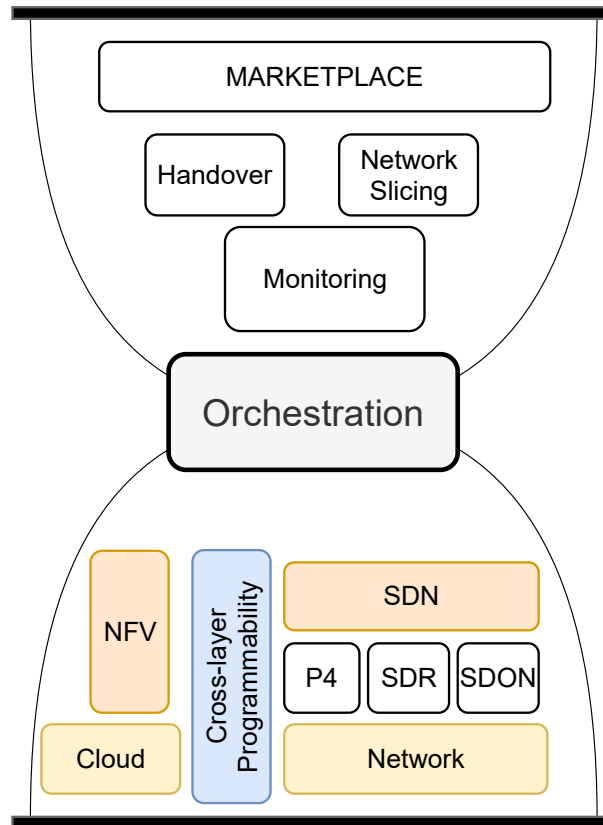 MARKETPLACE
Handover
Network
Slicing
Monitoring
Orchestration
NFV
Cross-layer
Programmability
SDN
P4
SDR
SDON
Cloud
Network